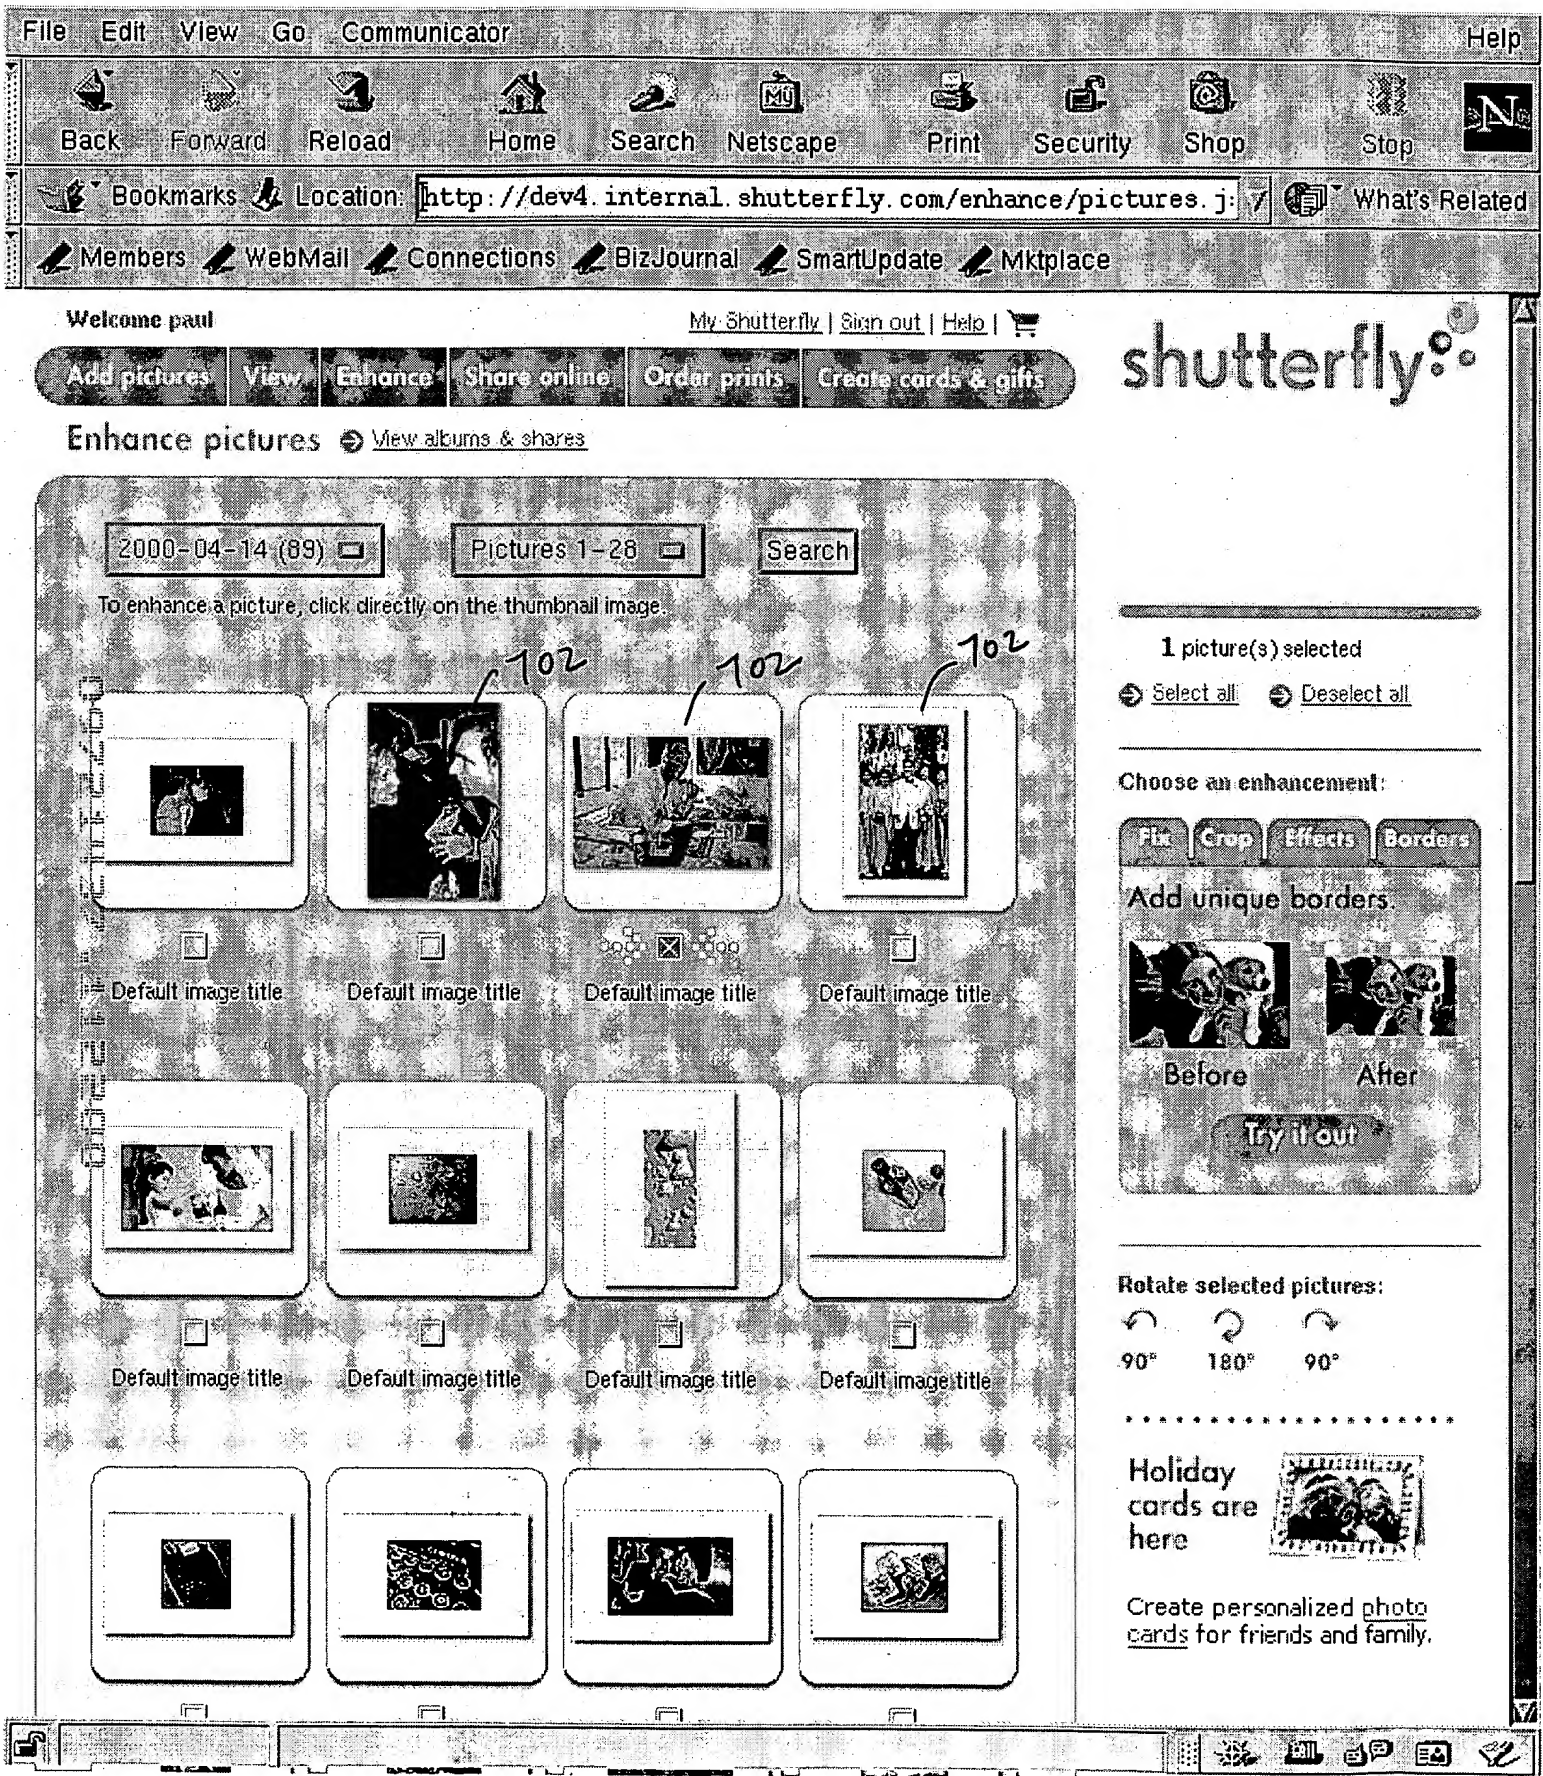 File Edit View Go Communicator Help
Back Forward Reload Home Search Netscape Print Security Shop Stop
Bookmarks Location: http://dev4.internal.shutterfly.com/enhance/pictures.j What's Related
Members WebMail Connections BizJournal SmartUpdate Mktplace
Welcome paul My Shutterfly | Sign out | Help |
shutterfly
Add pictures View Enhance Share online Order prints Create cards & gifts
Enhance pictures View albums & shares
2000-04-14 (89) Pictures 1-28 Search
To enhance a picture, click directly on the thumbnail image.
1 picture(s) selected
Select all Deselect all
702 702 702
Choose an enhancement:
Fix Crop Effects Borders
Add unique borders.
Before After
Try it out
Default image title Default image title Default image title Default image title
Rotate selected pictures:
90° 180° 90°
Default image title Default image title Default image title Default image title
Holiday
cards are
here
Create personalized photo
cards for friends and family.